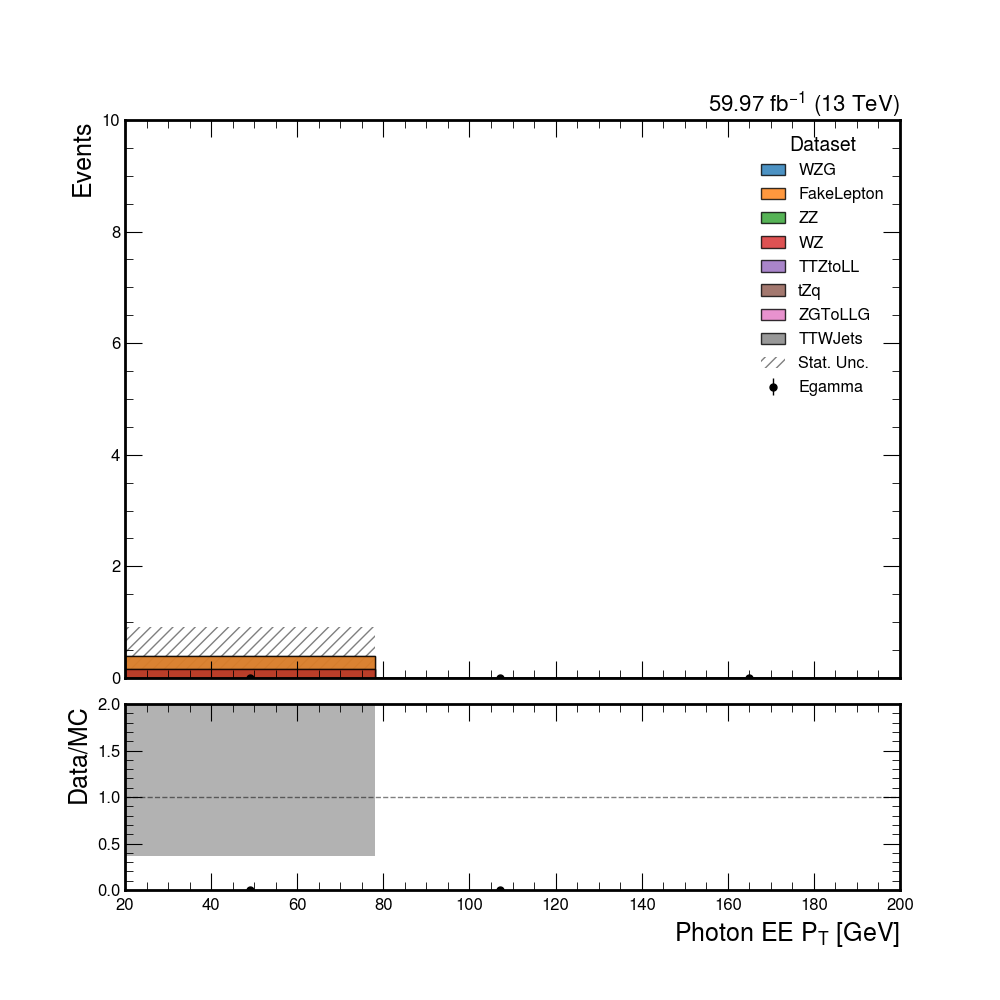 59.97 fb⁻¹ (13 TeV)
Events
10
8
6
4
2
0
Dataset
WZG
FakeLepton
ZZ
WZ
TTZtoLL
tZq
ZGToLLG
TTWJets
Stat. Unc.
Egamma
Data/MC
2.0
1.5
1.0
0.5
0.0
20 40 60 80 100 120 140 160 180 200
Photon EE P_T [GeV]